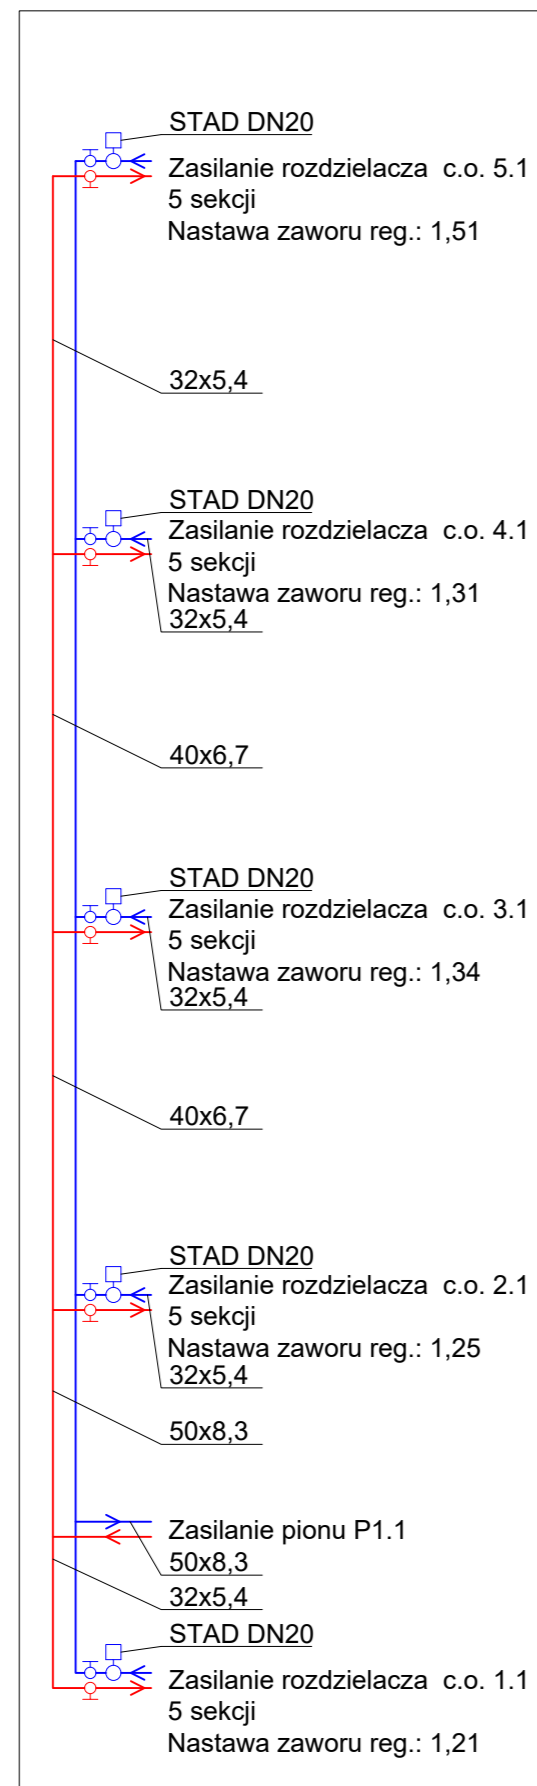 STAD DN20
Zasilanie rozdzielacza c.o. 5.1
5 sekcji
Nastawa zaworu reg.: 1,51
32x5,4
STAD DN20
Zasilanie rozdzielacza c.o. 4.1
5 sekcji
Nastawa zaworu reg.: 1,31
32x5,4
40x6,7
STAD DN20
Zasilanie rozdzielacza c.o. 3.1
5 sekcji
Nastawa zaworu reg.: 1,34
32x5,4
40x6,7
STAD DN20
Zasilanie rozdzielacza c.o. 2.1
5 sekcji
Nastawa zaworu reg.: 1,25
32x5,4
50x8,3
Zasilanie pionu P1.1
50x8,3
32x5,4
STAD DN20
Zasilanie rozdzielacza c.o. 1.1
5 sekcji
Nastawa zaworu reg.: 1,21